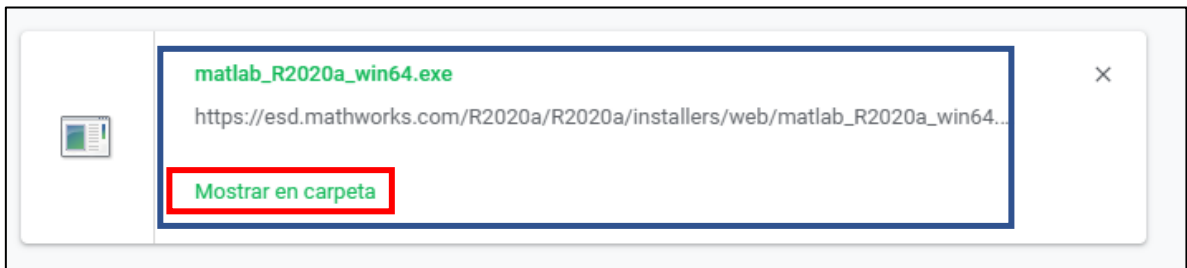 matlab_R2020a_win64.exe
https://esd.mathworks.com/R2020a/R2020a/installers/web/matlab_R2020a_win64...
Mostrar en carpeta